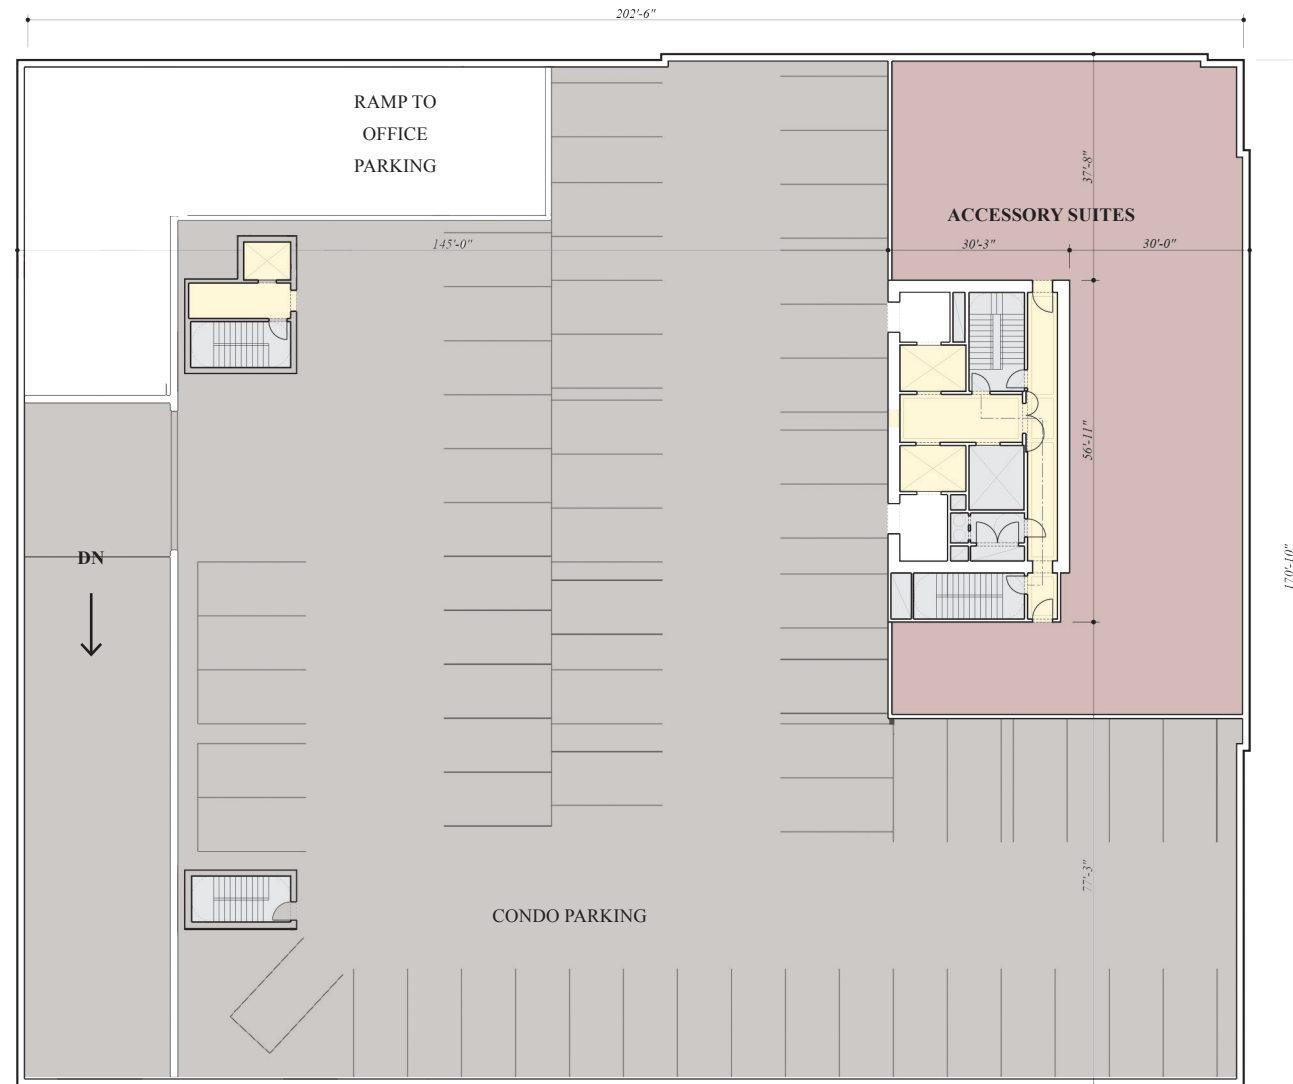 202'-6"
RAMP TO
OFFICE
PARKING
37'-8"
ACCESSORY SUITES
145'-0"
30'-3"
30'-0"
56'-11"
DN
170'-10"
77'-3"
CONDO PARKING